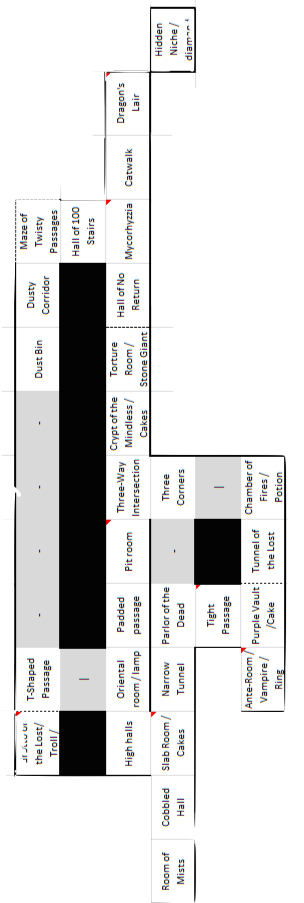 of
the Lost/
Troll /
T-Shaped
Passage
-
-
-
-
Dust Bin
Dusty
Corridor
Maze of
Twisty
Passages
|
Hall of 100
Stairs
High halls
Oriental
room/ lamp
Padded
passage
Pit room
Three-Way
Intersection
Crypt of the
Mindless /
Cakes
Torture
Room /
Stone Giant
Hall of No
Return
Mycorhyzzia
Catwalk
Dragon's
Lair
Room of
Mists
Cobbled
Hall
Slab Room /
Cakes
Narrow
Tunnel
Parlor of the
Dead
-
Three
Corners
Hidden
Niche /
Tight
Passage
|
Ante-Room /
Vampire /
Ring
Purple Vault
/Cake
Tunnel of
the Lost
Chamber of
Fires /
Potion